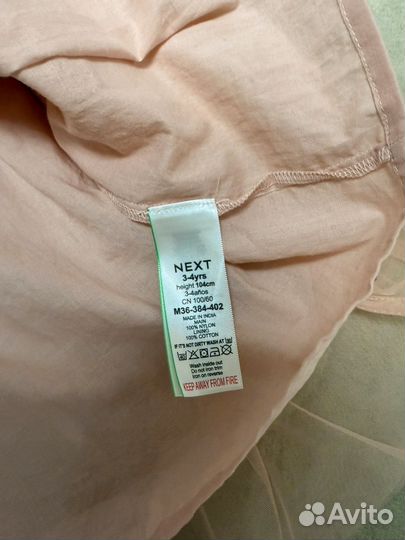 NEXT
3-4yrs
height 104cm
3-4años
CN 100/60
M36-384-402
MADE IN INDIA
MAIN
100% NYLON
LINING
100% COTTON
IF IT'S NOT DIRTY WASH AT
Wash inside out
Do not iron trim
Iron on reverse
KEEP AWAY FROM FIRE
Avito